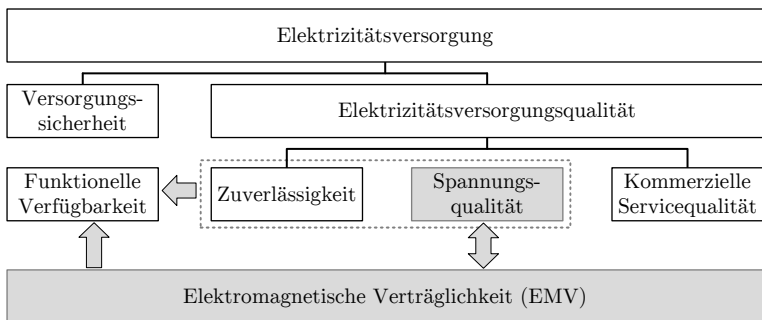 Elektrizitätsversorgung
Versorgungs-
sicherheit
Elektrizitätsversorgungsqualität
Funktionelle
Verfügbarkeit
Zuverlässigkeit
Spannungs-
qualität
Kommerzielle
Servicequalität
Elektromagnetische Verträglichkeit (EMV)